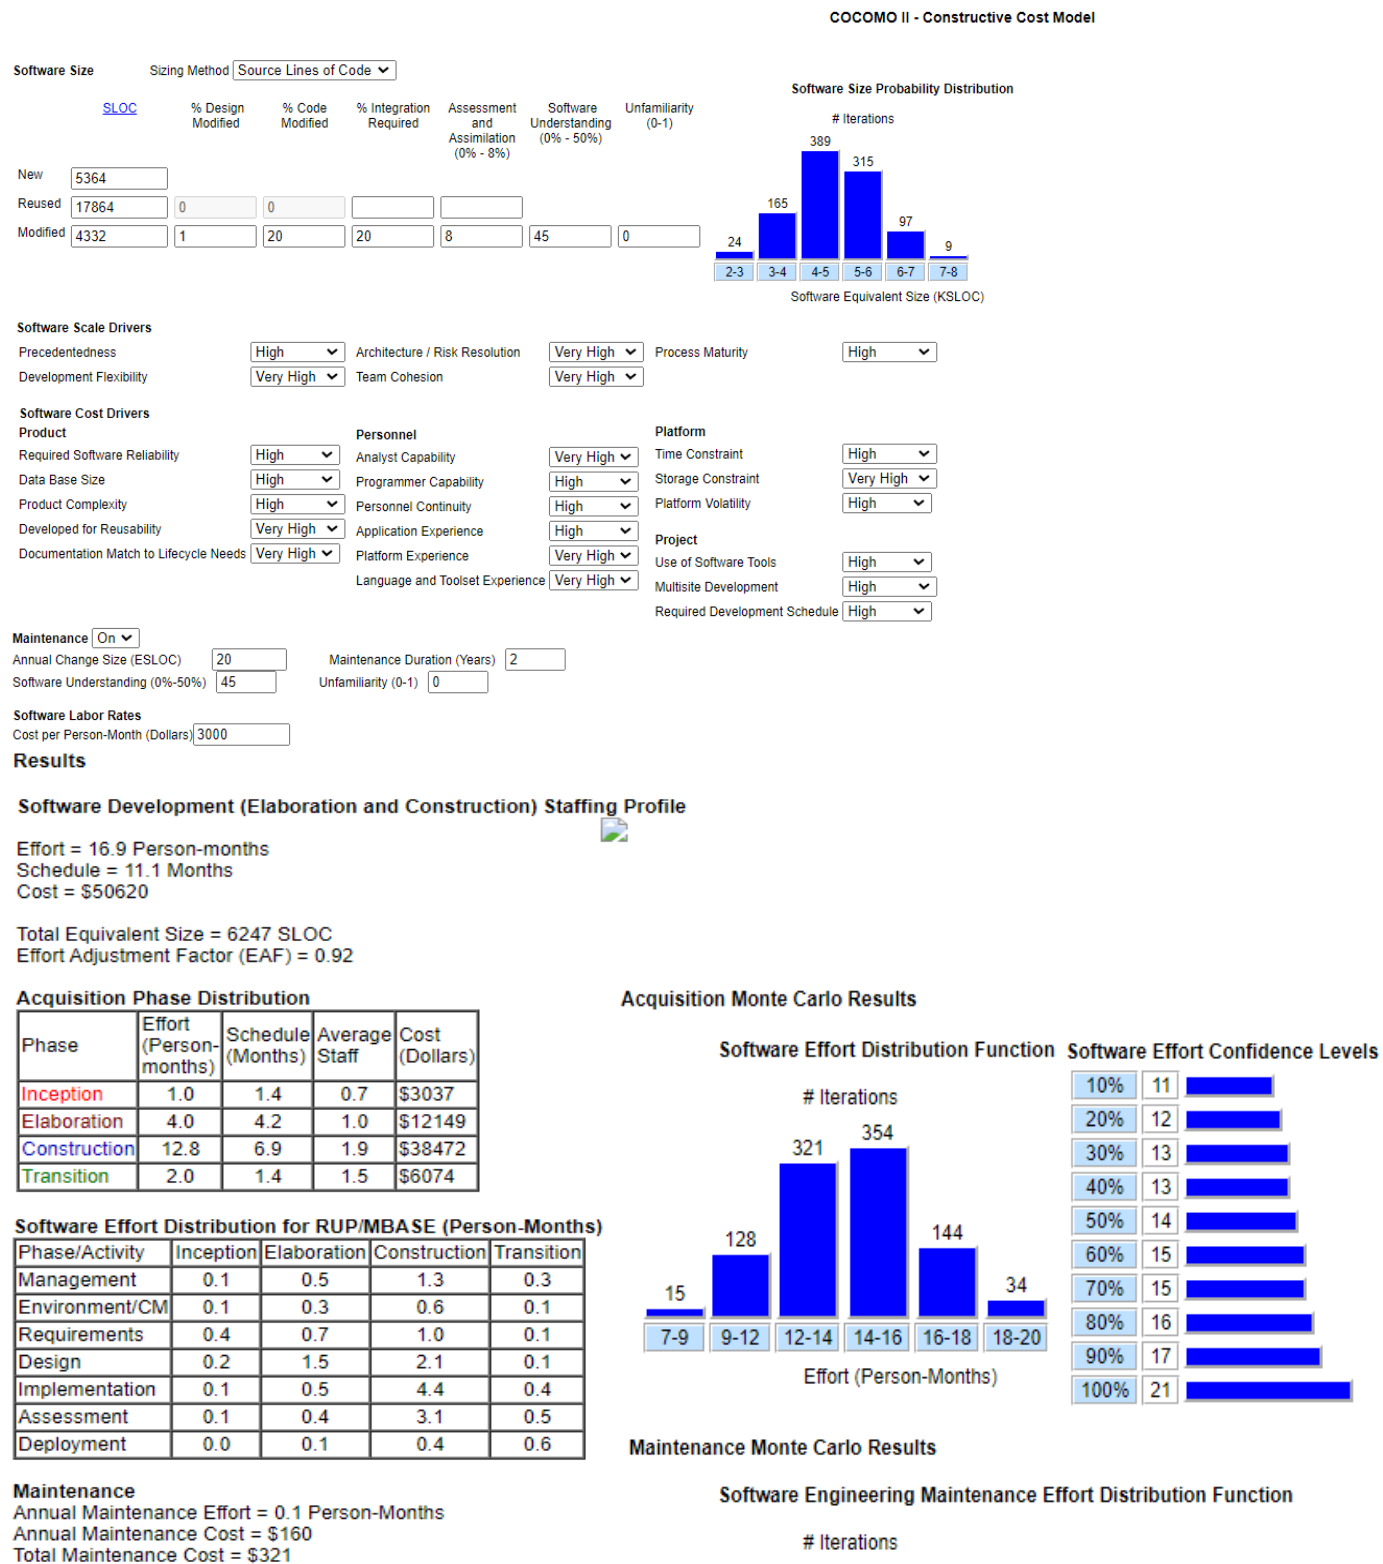 COCOMO II - Constructive Cost Model
Software Size Sizing Method Source Lines of Code
SLOC % Design Modified % Code Modified % Integration Required Assessment and Assimilation (0% - 8%) Software Understanding (0% - 50%) Unfamiliarity (0-1)
New 5364
Reused 17864 0 0
Modified 4332 1 20 20 8 45 0
Software Size Probability Distribution
# Iterations
24 165 389 315 97 9
2-3 3-4 4-5 5-6 6-7 7-8
Software Equivalent Size (KSLOC)
Software Scale Drivers
Precedentedness High Architecture / Risk Resolution Very High Process Maturity High
Development Flexibility Very High Team Cohesion Very High
Software Cost Drivers
Product
Required Software Reliability High
Data Base Size High
Product Complexity High
Developed for Reusability Very High
Documentation Match to Lifecycle Needs Very High
Personnel
Analyst Capability Very High
Programmer Capability High
Personnel Continuity High
Application Experience High
Platform Experience Very High
Language and Toolset Experience Very High
Platform
Time Constraint High
Storage Constraint Very High
Platform Volatility High
Project
Use of Software Tools High
Multisite Development High
Required Development Schedule High
Maintenance On
Annual Change Size (ESLOC) 20 Maintenance Duration (Years) 2
Software Understanding (0%-50%) 45 Unfamiliarity (0-1) 0
Software Labor Rates
Cost per Person-Month (Dollars) 3000
Results
Software Development (Elaboration and Construction) Staffing Profile
Effort = 16.9 Person-months
Schedule = 11.1 Months
Cost = $50620
Total Equivalent Size = 6247 SLOC
Effort Adjustment Factor (EAF) = 0.92
Acquisition Phase Distribution
Phase Effort (Person-months) Schedule (Months) Average Staff Cost (Dollars)
Inception 1.0 1.4 0.7 $3037
Elaboration 4.0 4.2 1.0 $12149
Construction 12.8 6.9 1.9 $38472
Transition 2.0 1.4 1.5 $6074
Software Effort Distribution for RUP/MBASE (Person-Months)
Phase/Activity Inception Elaboration Construction Transition
Management 0.1 0.5 1.3 0.3
Environment/CM 0.1 0.3 0.6 0.1
Requirements 0.4 0.7 1.0 0.1
Design 0.2 1.5 2.1 0.1
Implementation 0.1 0.5 4.4 0.4
Assessment 0.1 0.4 3.1 0.5
Deployment 0.0 0.1 0.4 0.6
Maintenance
Annual Maintenance Effort = 0.1 Person-Months
Annual Maintenance Cost = $160
Total Maintenance Cost = $321
Acquisition Monte Carlo Results
Software Effort Distribution Function
# Iterations
15 128 321 354 144 34
7-9 9-12 12-14 14-16 16-18 18-20
Effort (Person-Months)
Software Effort Confidence Levels
10% 11
20% 12
30% 13
40% 13
50% 14
60% 15
70% 15
80% 16
90% 17
100% 21
Maintenance Monte Carlo Results
Software Engineering Maintenance Effort Distribution Function
# Iterations